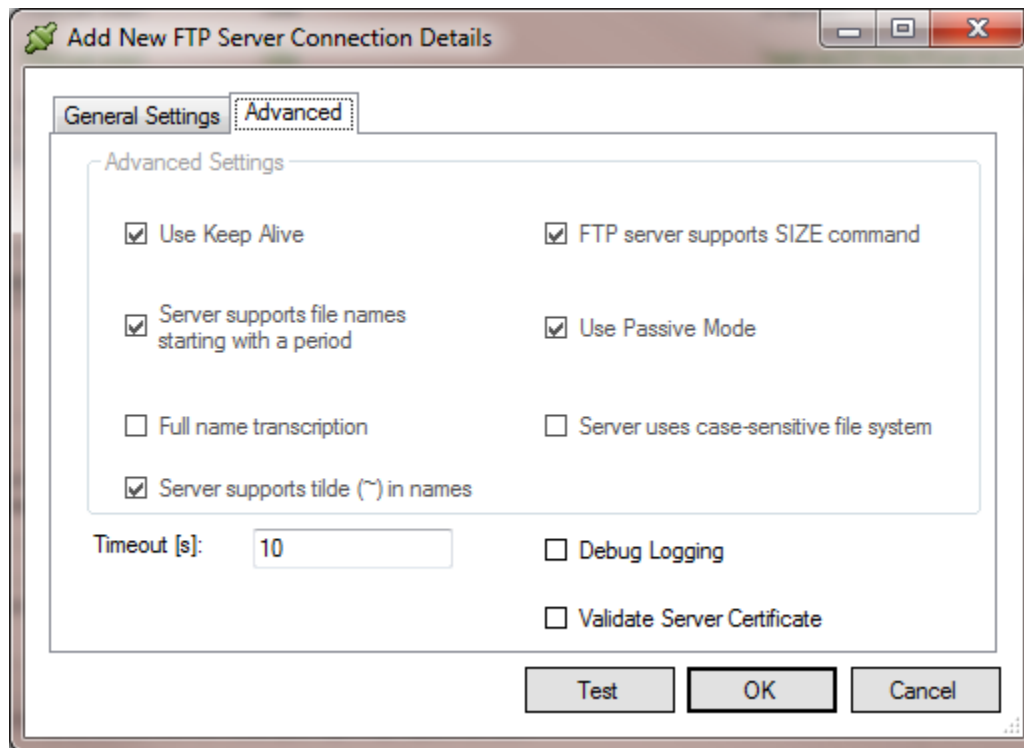 Add New FTP Server Connection Details
General Settings
Advanced
Advanced Settings
Use Keep Alive
FTP server supports SIZE command
Server supports file names
starting with a period
Use Passive Mode
Full name transcription
Server uses case-sensitive file system
Server supports tilde (~) in names
Timeout [s]:
10
Debug Logging
Validate Server Certificate
Test
OK
Cancel